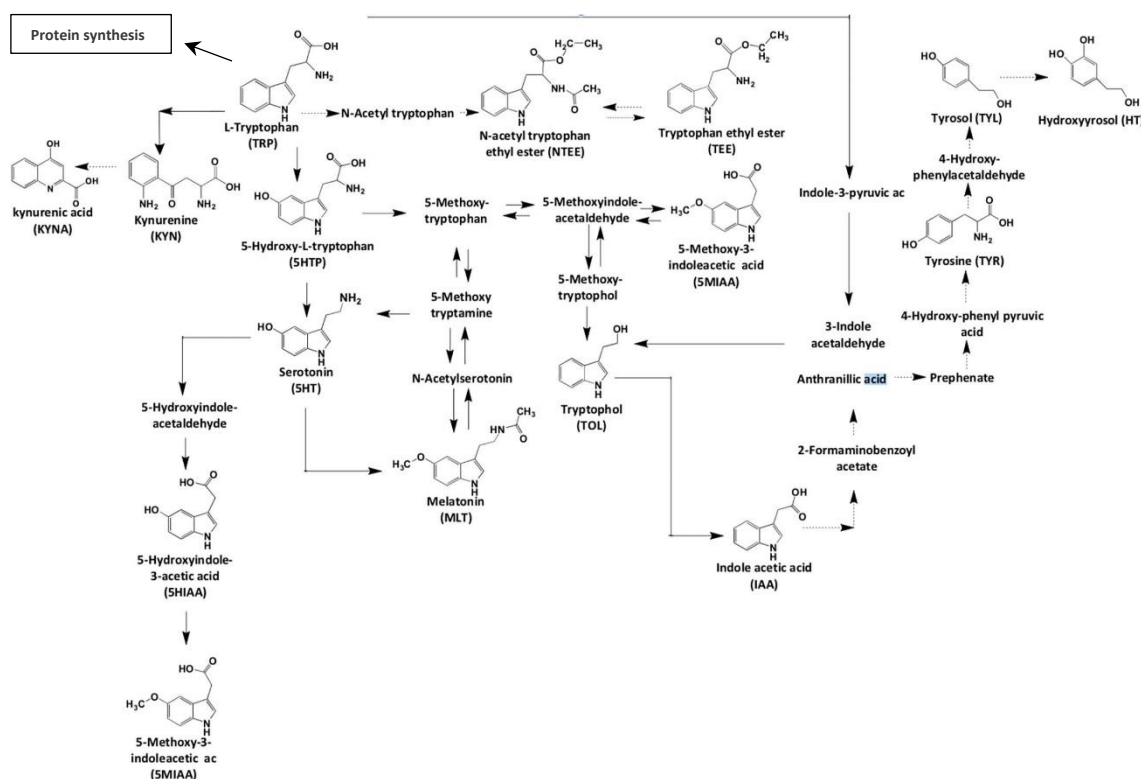 Protein synthesis
L-Tryptophan
(TRP)
N-Acetyl tryptophan
N-acetyl tryptophan
ethyl ester (NTEE)
Tryptophan ethyl ester
(TEE)
Tyrosol (TYL)
Hydroxyyrosol (HT)
kynurenic acid
(KYNA)
Kynurenine
(KYN)
5-Hydroxy-L-tryptophan
(5HTP)
5-Methoxy-
tryptophan
5-Methoxyindole-
acetaldehyde
5-Methoxy-3-
indoleacetic acid
(5MIAA)
Indole-3-pyruvic ac
4-Hydroxy-
phenylacetaldehyde
Tyrosine (TYR)
5-Methoxy
tryptamine
5-Methoxy-
tryptophol
4-Hydroxy-phenyl pyruvic
acid
Serotonin
(5HT)
N-Acetylserotonin
Tryptophol
(TOL)
3-Indole
acetaldehyde
Anthranillic acid
Prephenate
5-Hydroxyindole-
acetaldehyde
Melatonin
(MLT)
2-Formaminobenzoyl
acetate
5-Hydroxyindole-
3-acetic acid
(5HIAA)
Indole acetic acid
(IAA)
5-Methoxy-3-
indoleacetic ac
(5MIAA)